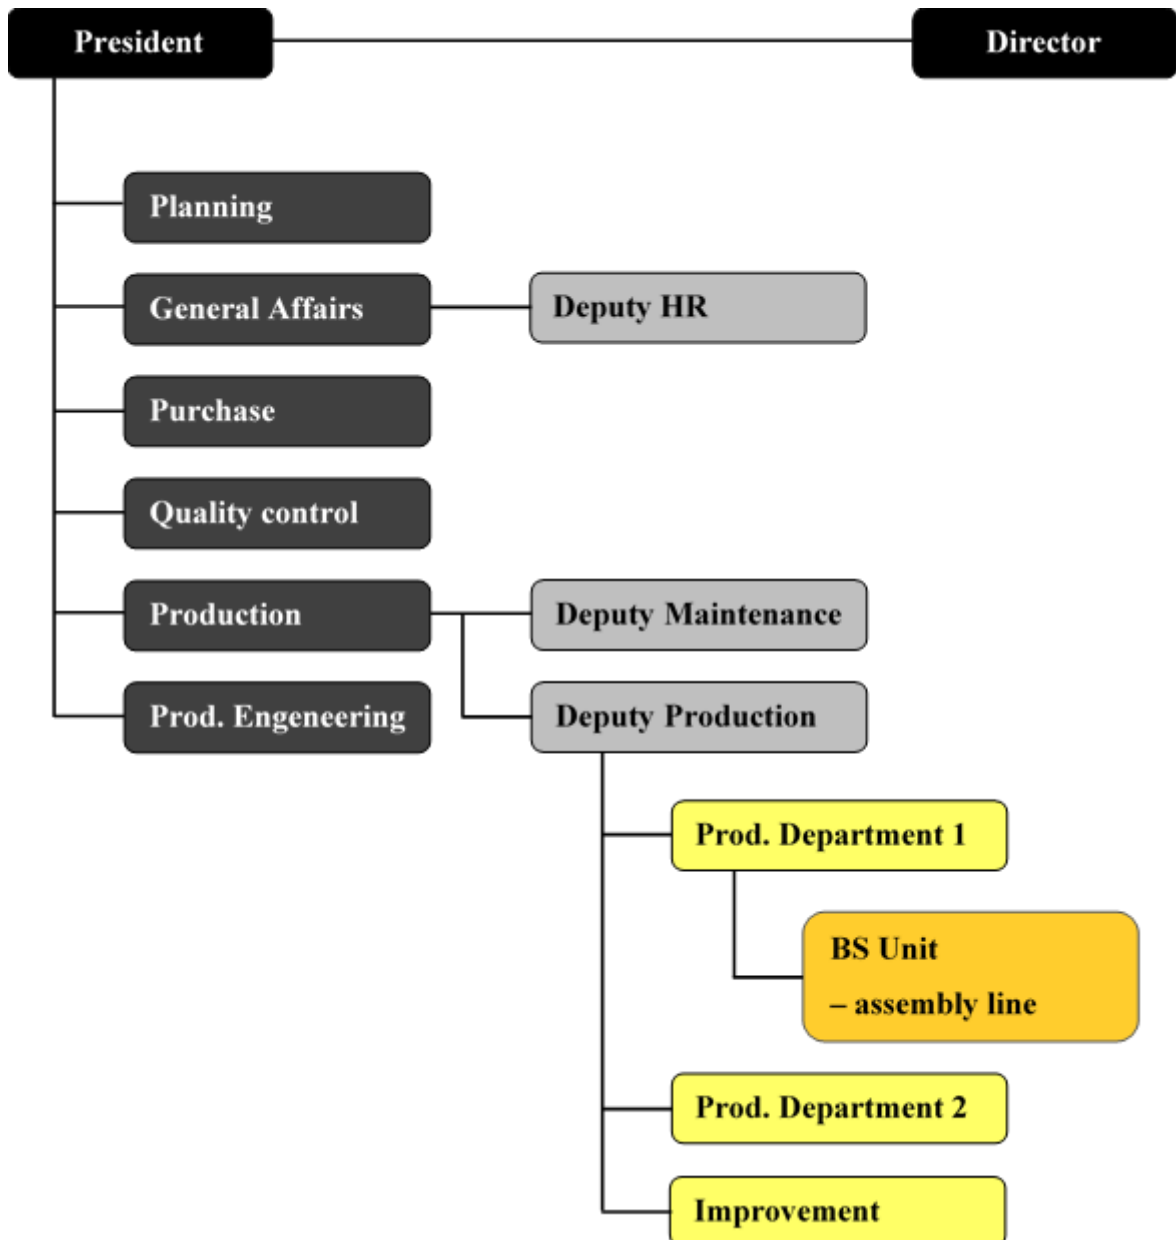 President
Director
Planning
General Affairs
Deputy HR
Purchase
Quality control
Production
Deputy Maintenance
Prod. Engeneering
Deputy Production
Prod. Department 1
BS Unit
– assembly line
Prod. Department 2
Improvement